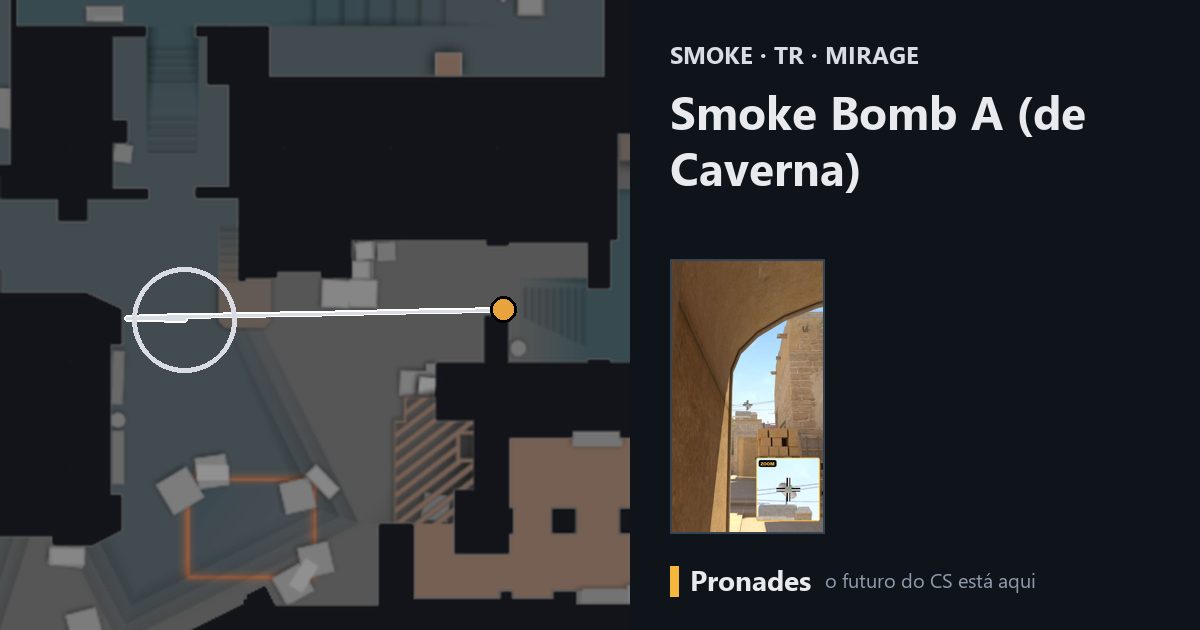 SMOKE · TR · MIRAGE
Smoke Bomb A (de
Caverna)
ZOOM
Pronades o futuro do CS está aqui